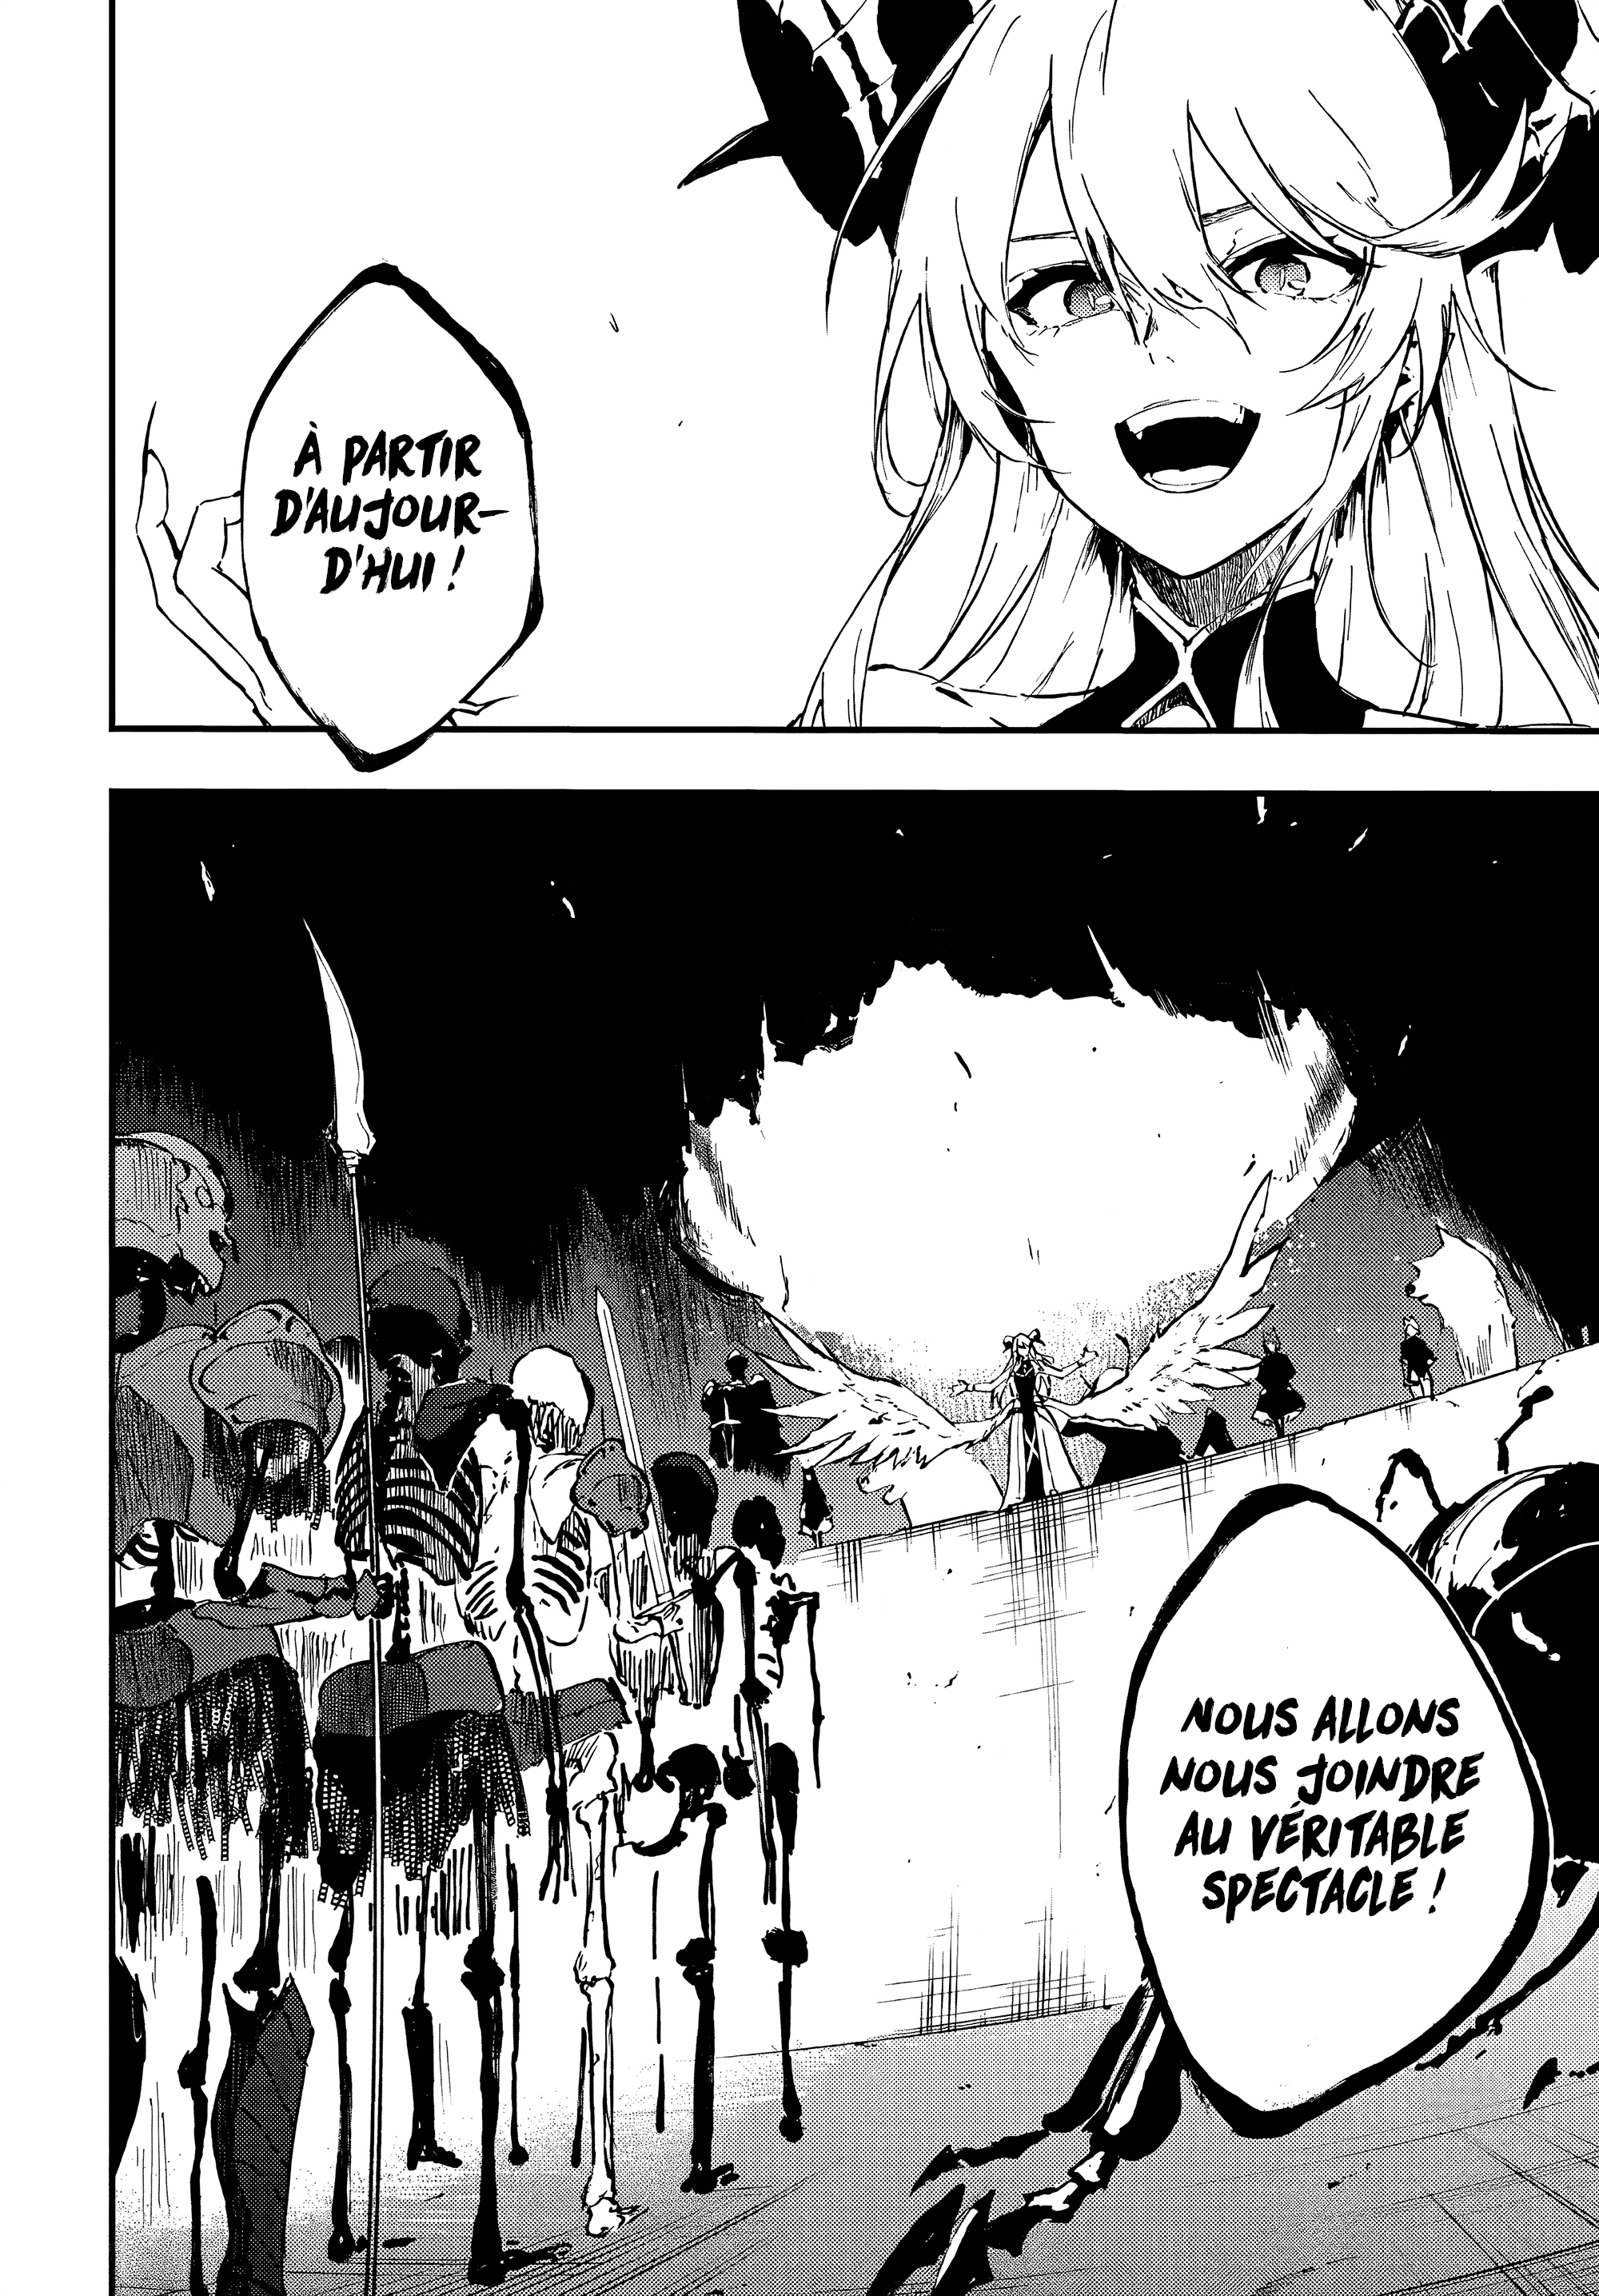 À PARTIR
D'AUJOUR-
D'HUI !
NOUS ALLONS
NOUS JOINDRE
AU VÉRITABLE
SPECTACLE !